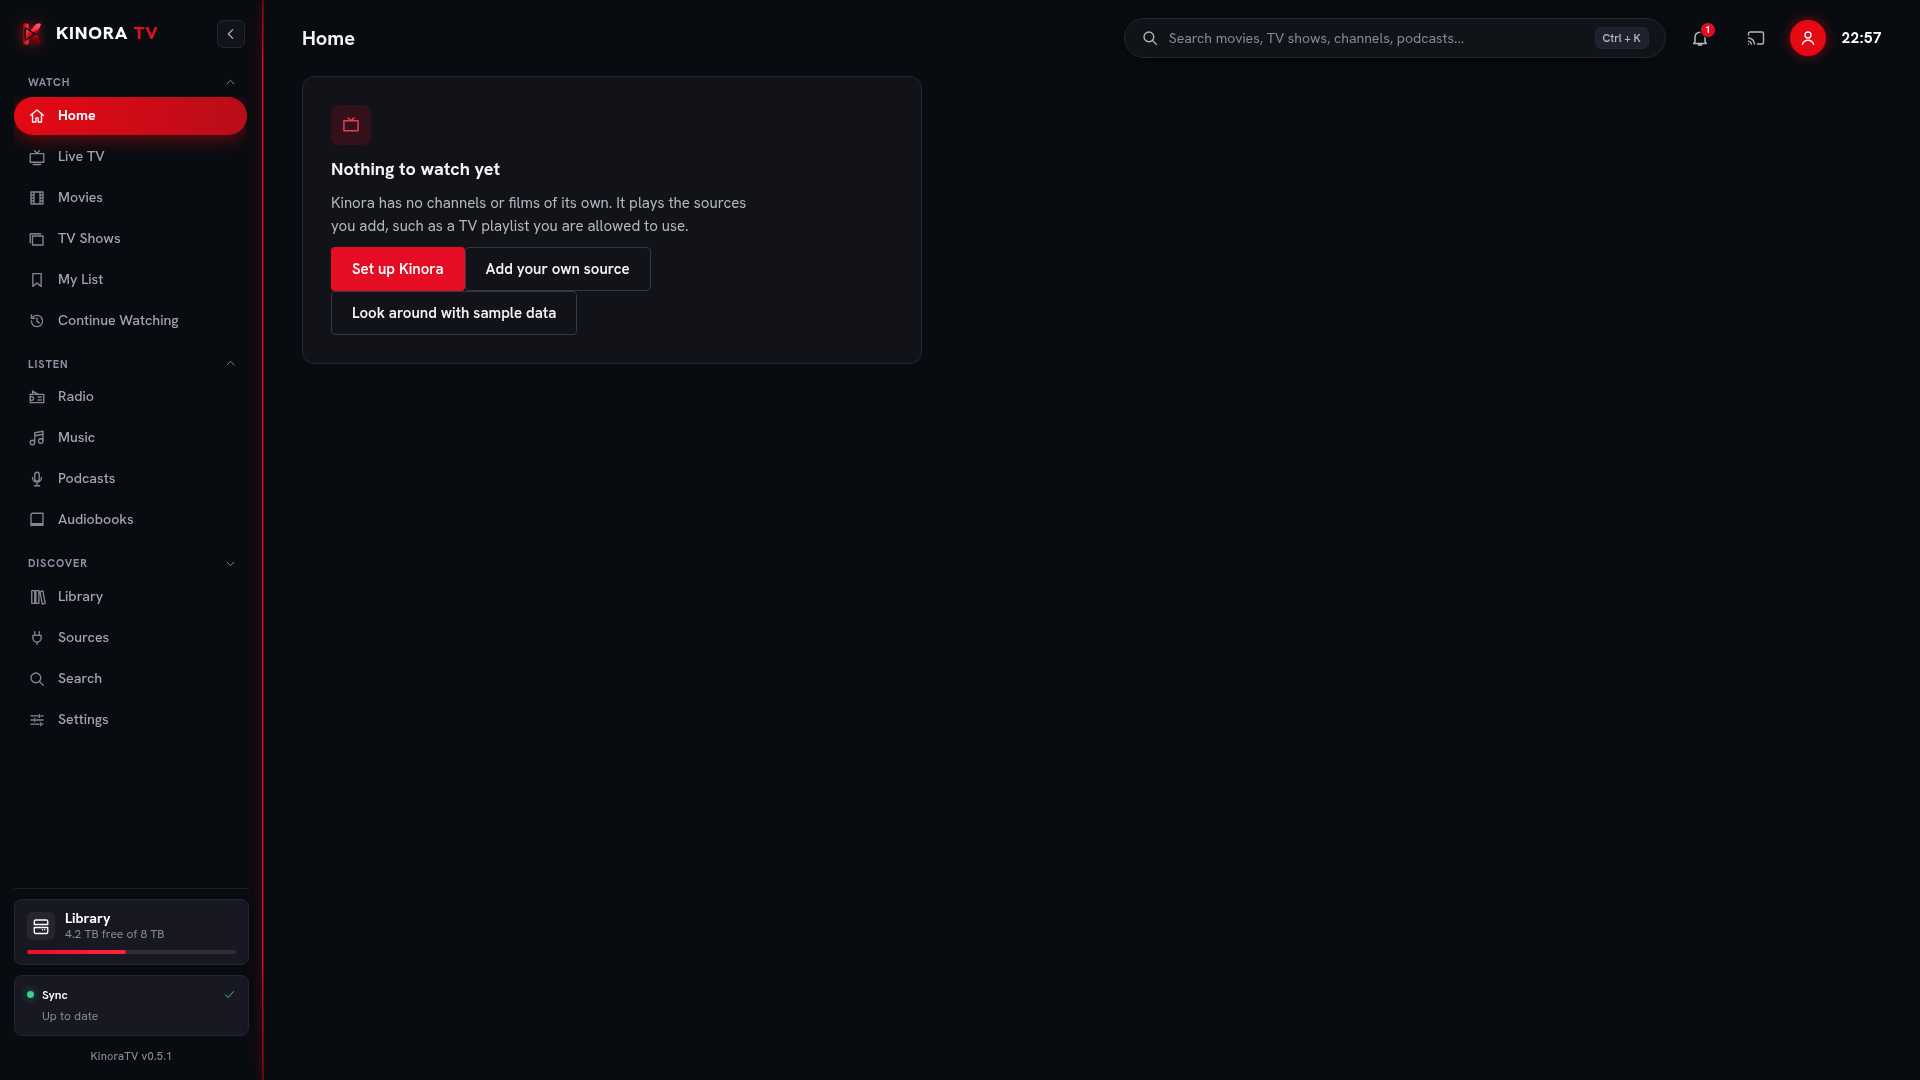 KINORA TV
WATCH
Home
Live TV
Movies
TV Shows
My List
Continue Watching
LISTEN
Radio
Music
Podcasts
Audiobooks
DISCOVER
Library
Sources
Search
Settings
Library
4.2 TB free of 8 TB
Sync
Up to date
KinoraTV v0.5.1
Home
Search movies, TV shows, channels, podcasts...
Ctrl + K
1
22:57
Nothing to watch yet
Kinora has no channels or films of its own. It plays the sources
you add, such as a TV playlist you are allowed to use.
Set up Kinora
Add your own source
Look around with sample data